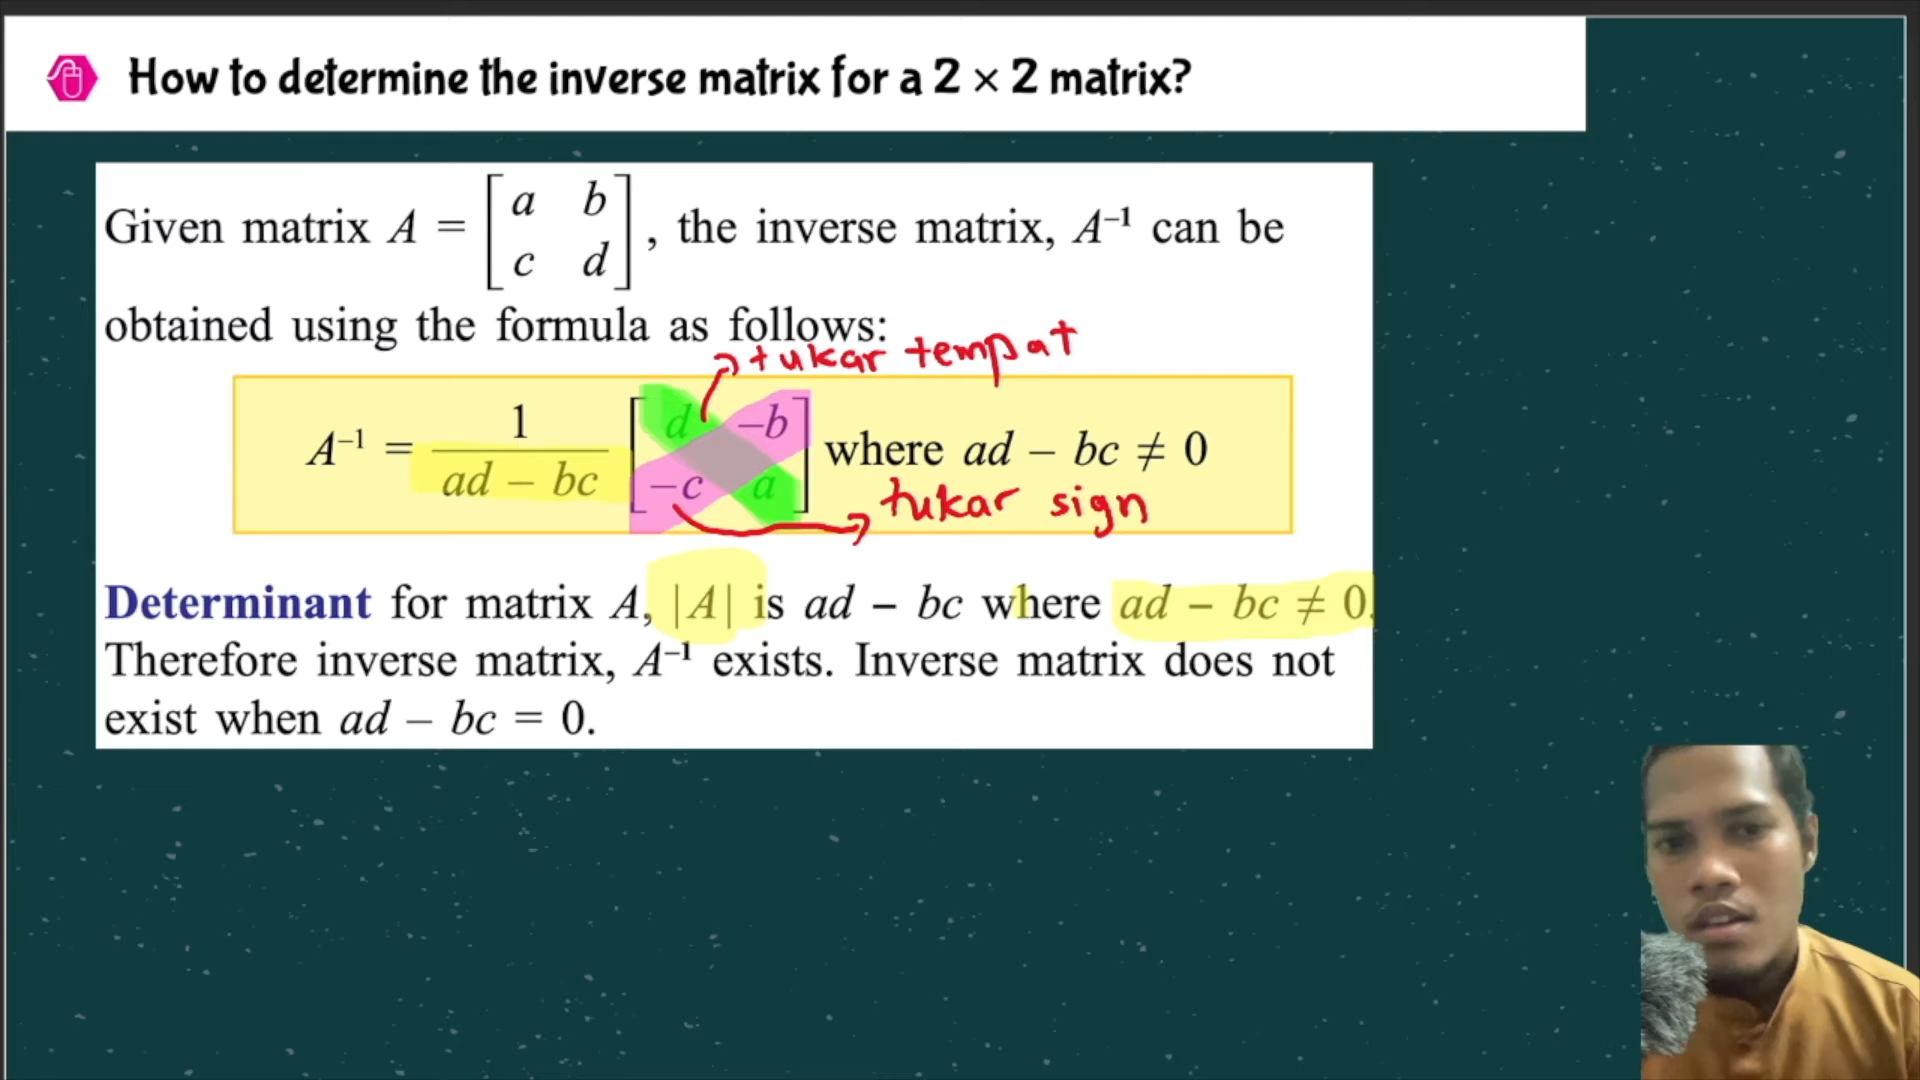 How to determine the inverse matrix for a 2 × 2 matrix?
Given matrix A = [a b; c d], the inverse matrix, A⁻¹ can be
obtained using the formula as follows:
tukar tempat
A⁻¹ = 1/(ad – bc) [d –b; –c a] where ad – bc ≠ 0
tukar sign
Determinant for matrix A, |A| is ad – bc where ad – bc ≠ 0.
Therefore inverse matrix, A⁻¹ exists. Inverse matrix does not
exist when ad – bc = 0.